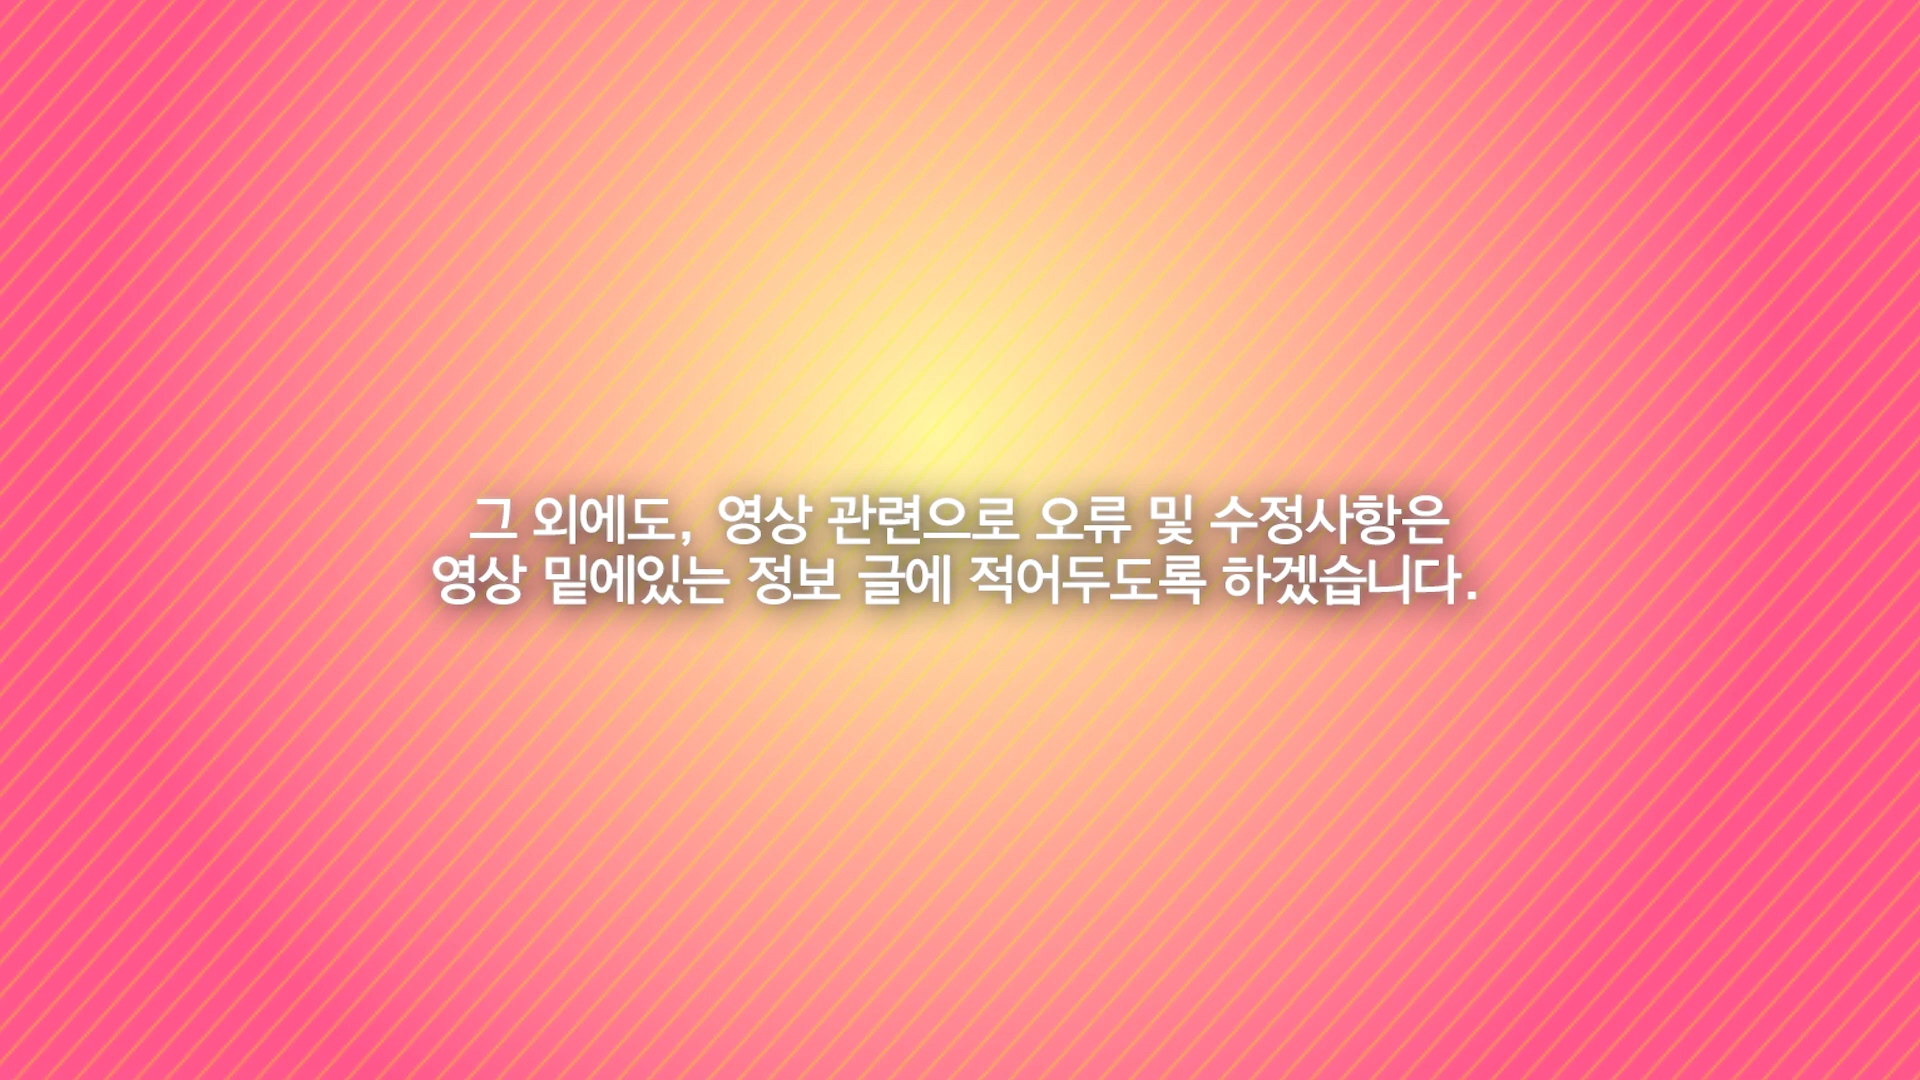 그 외에도, 영상 관련으로 오류 및 수정사항은
영상 밑에있는 정보 글에 적어두도록 하겠습니다.